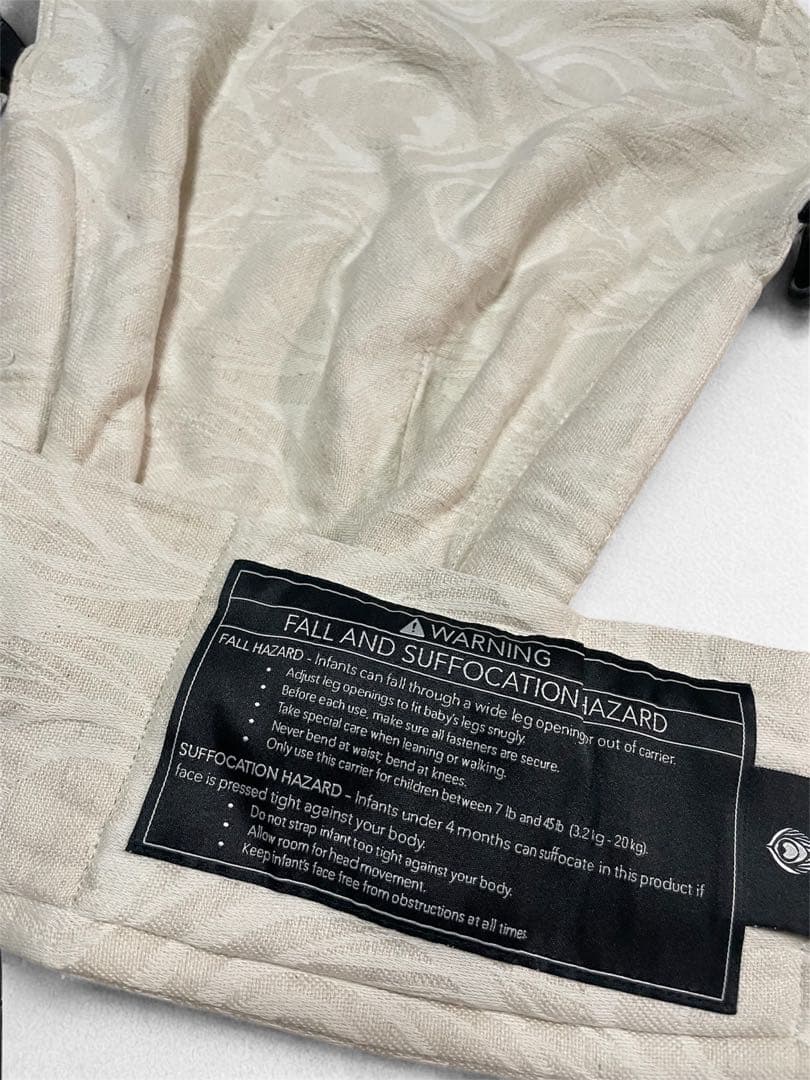 ⚠ WARNING
FALL AND SUFFOCATION HAZARD
FALL HAZARD - Infants can fall through a wide leg opening or out of carrier.
• Adjust leg openings to fit baby's legs snugly.
• Before each use, make sure all fasteners are secure.
• Take special care when leaning or walking.
• Never bend at waist; bend at knees.
• Only use this carrier for children between 7 lb and 45 lb (3.2 kg - 20 kg).
SUFFOCATION HAZARD - Infants under 4 months can suffocate in this product if
face is pressed tight against your body.
• Do not strap infant too tight against your body.
• Allow room for head movement.
• Keep infant's face free from obstructions at all times